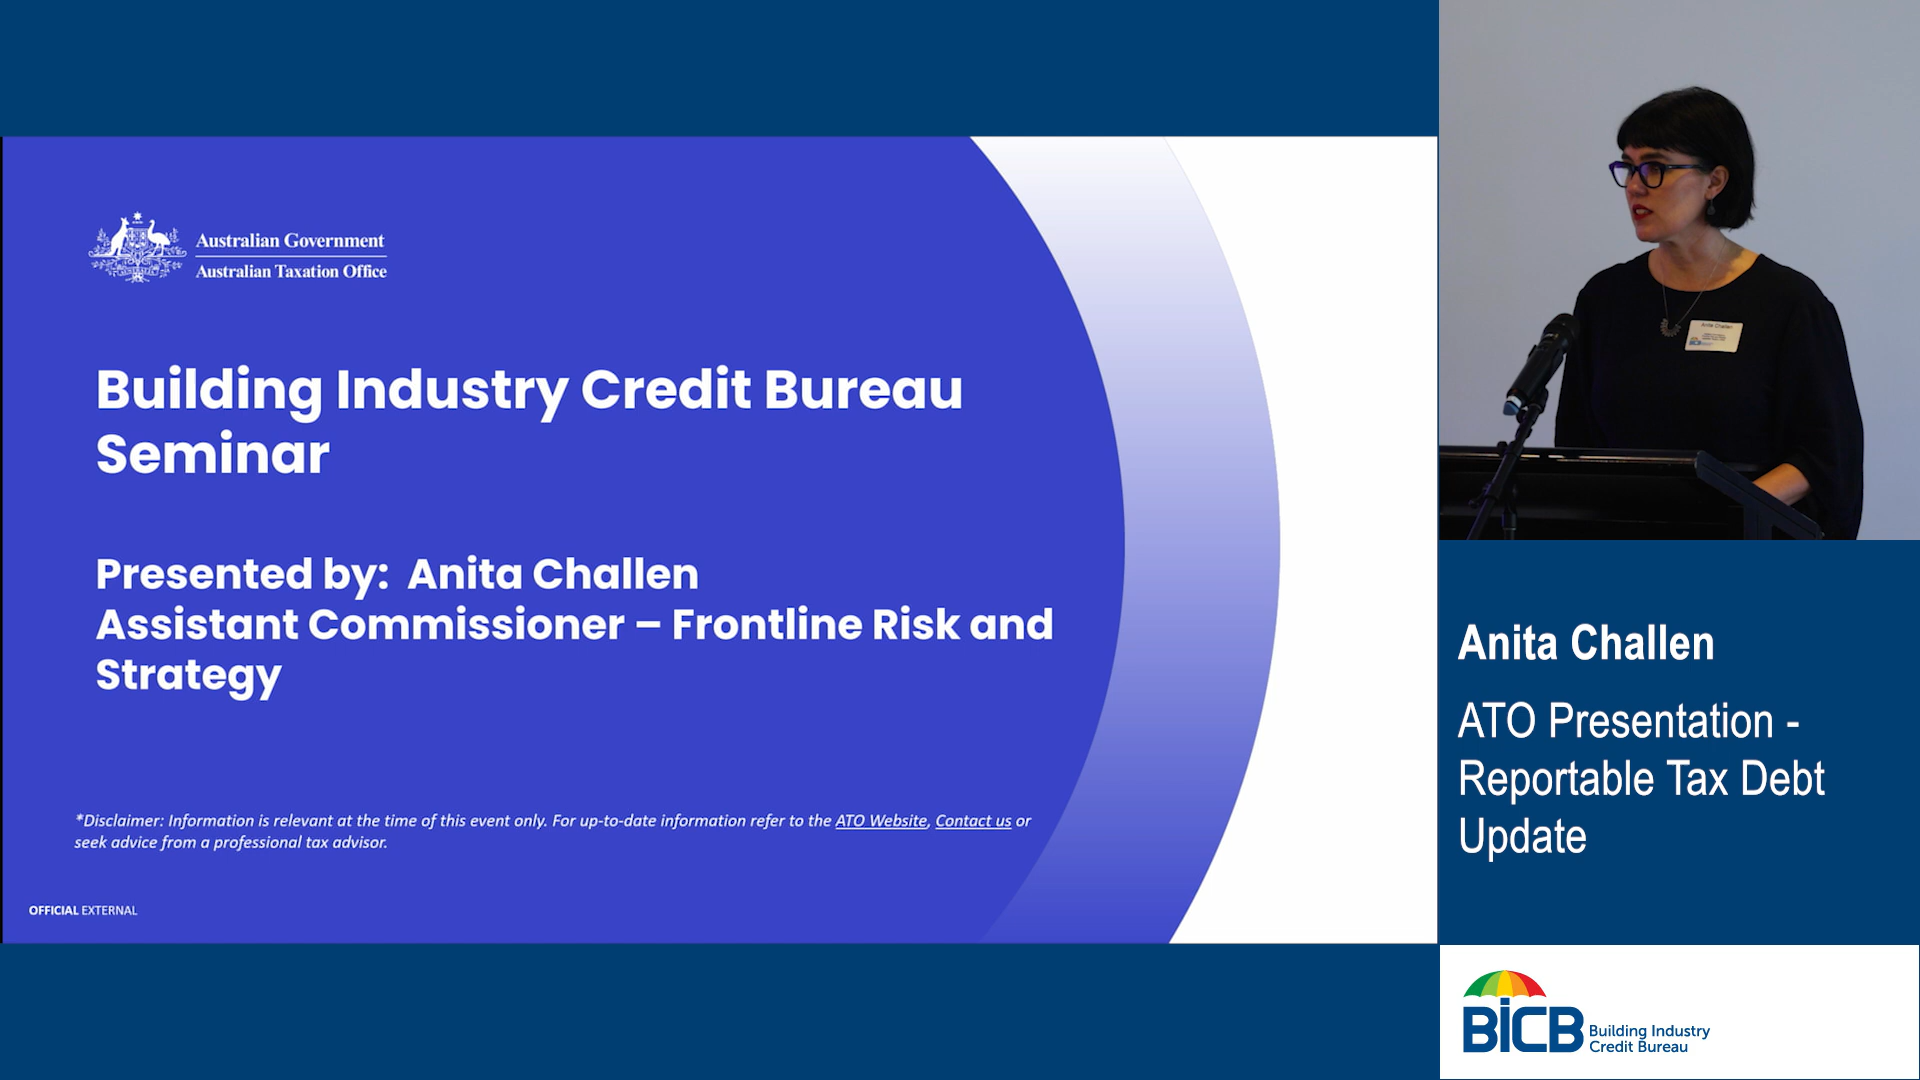 Australian Government
Australian Taxation Office
Building Industry Credit Bureau
Seminar
Presented by: Anita Challen
Assistant Commissioner – Frontline Risk and
Strategy
*Disclaimer: Information is relevant at the time of this event only. For up-to-date information refer to the ATO Website, Contact us or
seek advice from a professional tax advisor.
OFFICIAL EXTERNAL
Anita Challen
Anita Challen
ATO Presentation -
Reportable Tax Debt
Update
BICB Building Industry
Credit Bureau